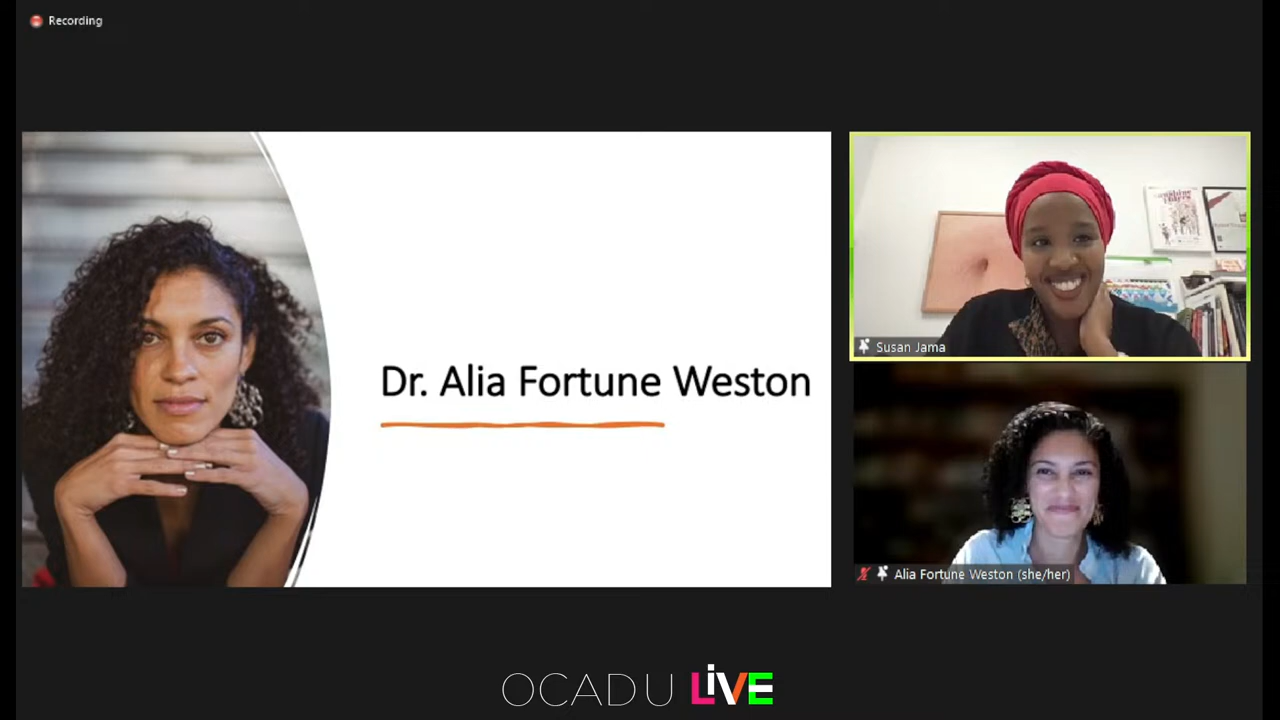 Recording
Dr. Alia Fortune Weston
Susan Jama
Alia Fortune Weston (she/her)
OCADU LiVE